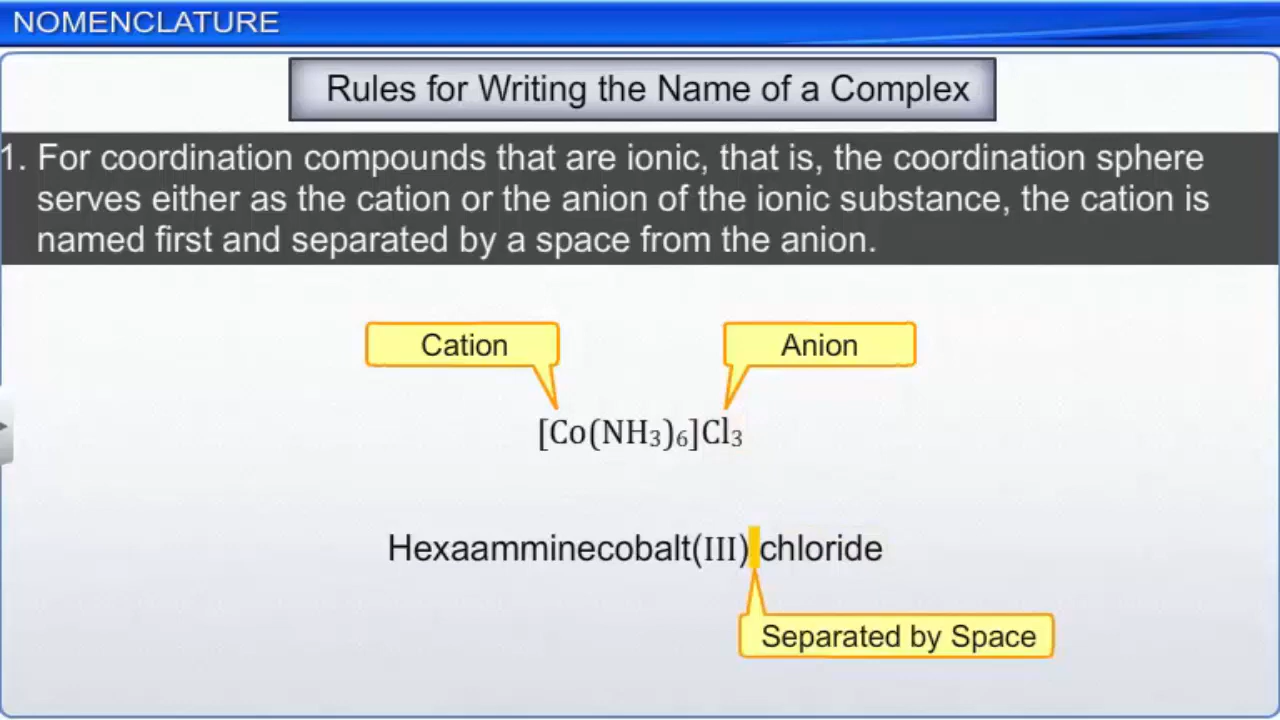 NOMENCLATURE
Rules for Writing the Name of a Complex
1. For coordination compounds that are ionic, that is, the coordination sphere
serves either as the cation or the anion of the ionic substance, the cation is
named first and separated by a space from the anion.
Cation
Anion
[Co(NH₃)₆]Cl₃
Hexaamminecobalt(III) chloride
Separated by Space